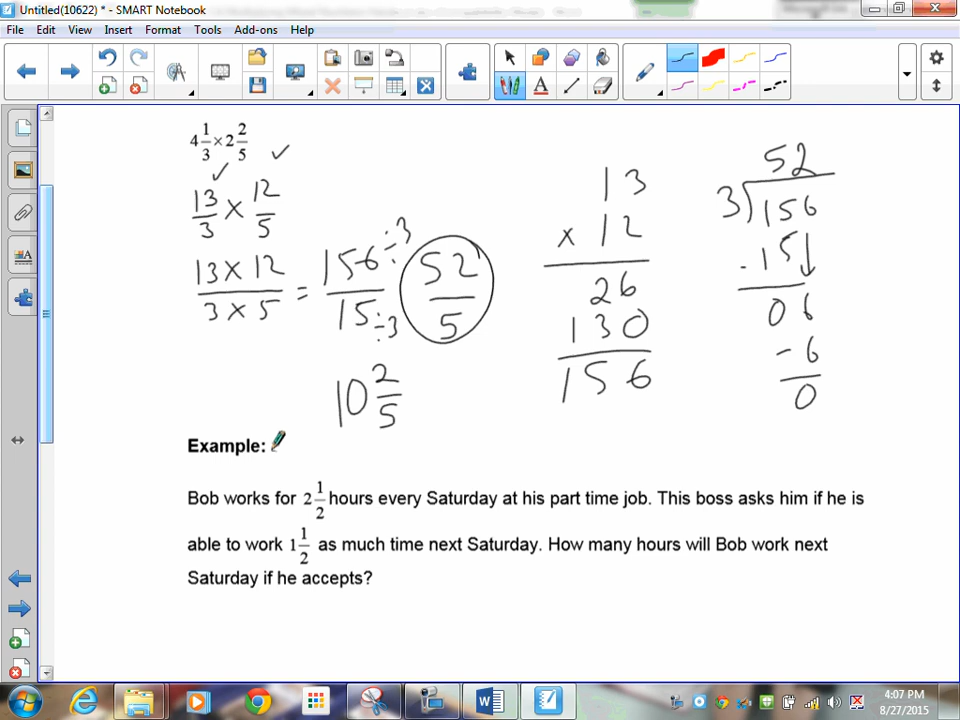 Untitled(10622) * - SMART Notebook
File Edit View Insert Format Tools Add-ons Help
4 1/3 × 2 2/5 ✓
✓
13/3 × 12/5
(13 × 12)/(3 × 5) = (156 ÷3)/(15 ÷3) 52/5
10 2/5
13
× 12
26
130
156
52
3)156
-15↓
06
-6
0
Example:
Bob works for 2 1/2 hours every Saturday at his part time job. This boss asks him if he is
able to work 1 1/2 as much time next Saturday. How many hours will Bob work next
Saturday if he accepts?
4:07 PM
8/27/2015